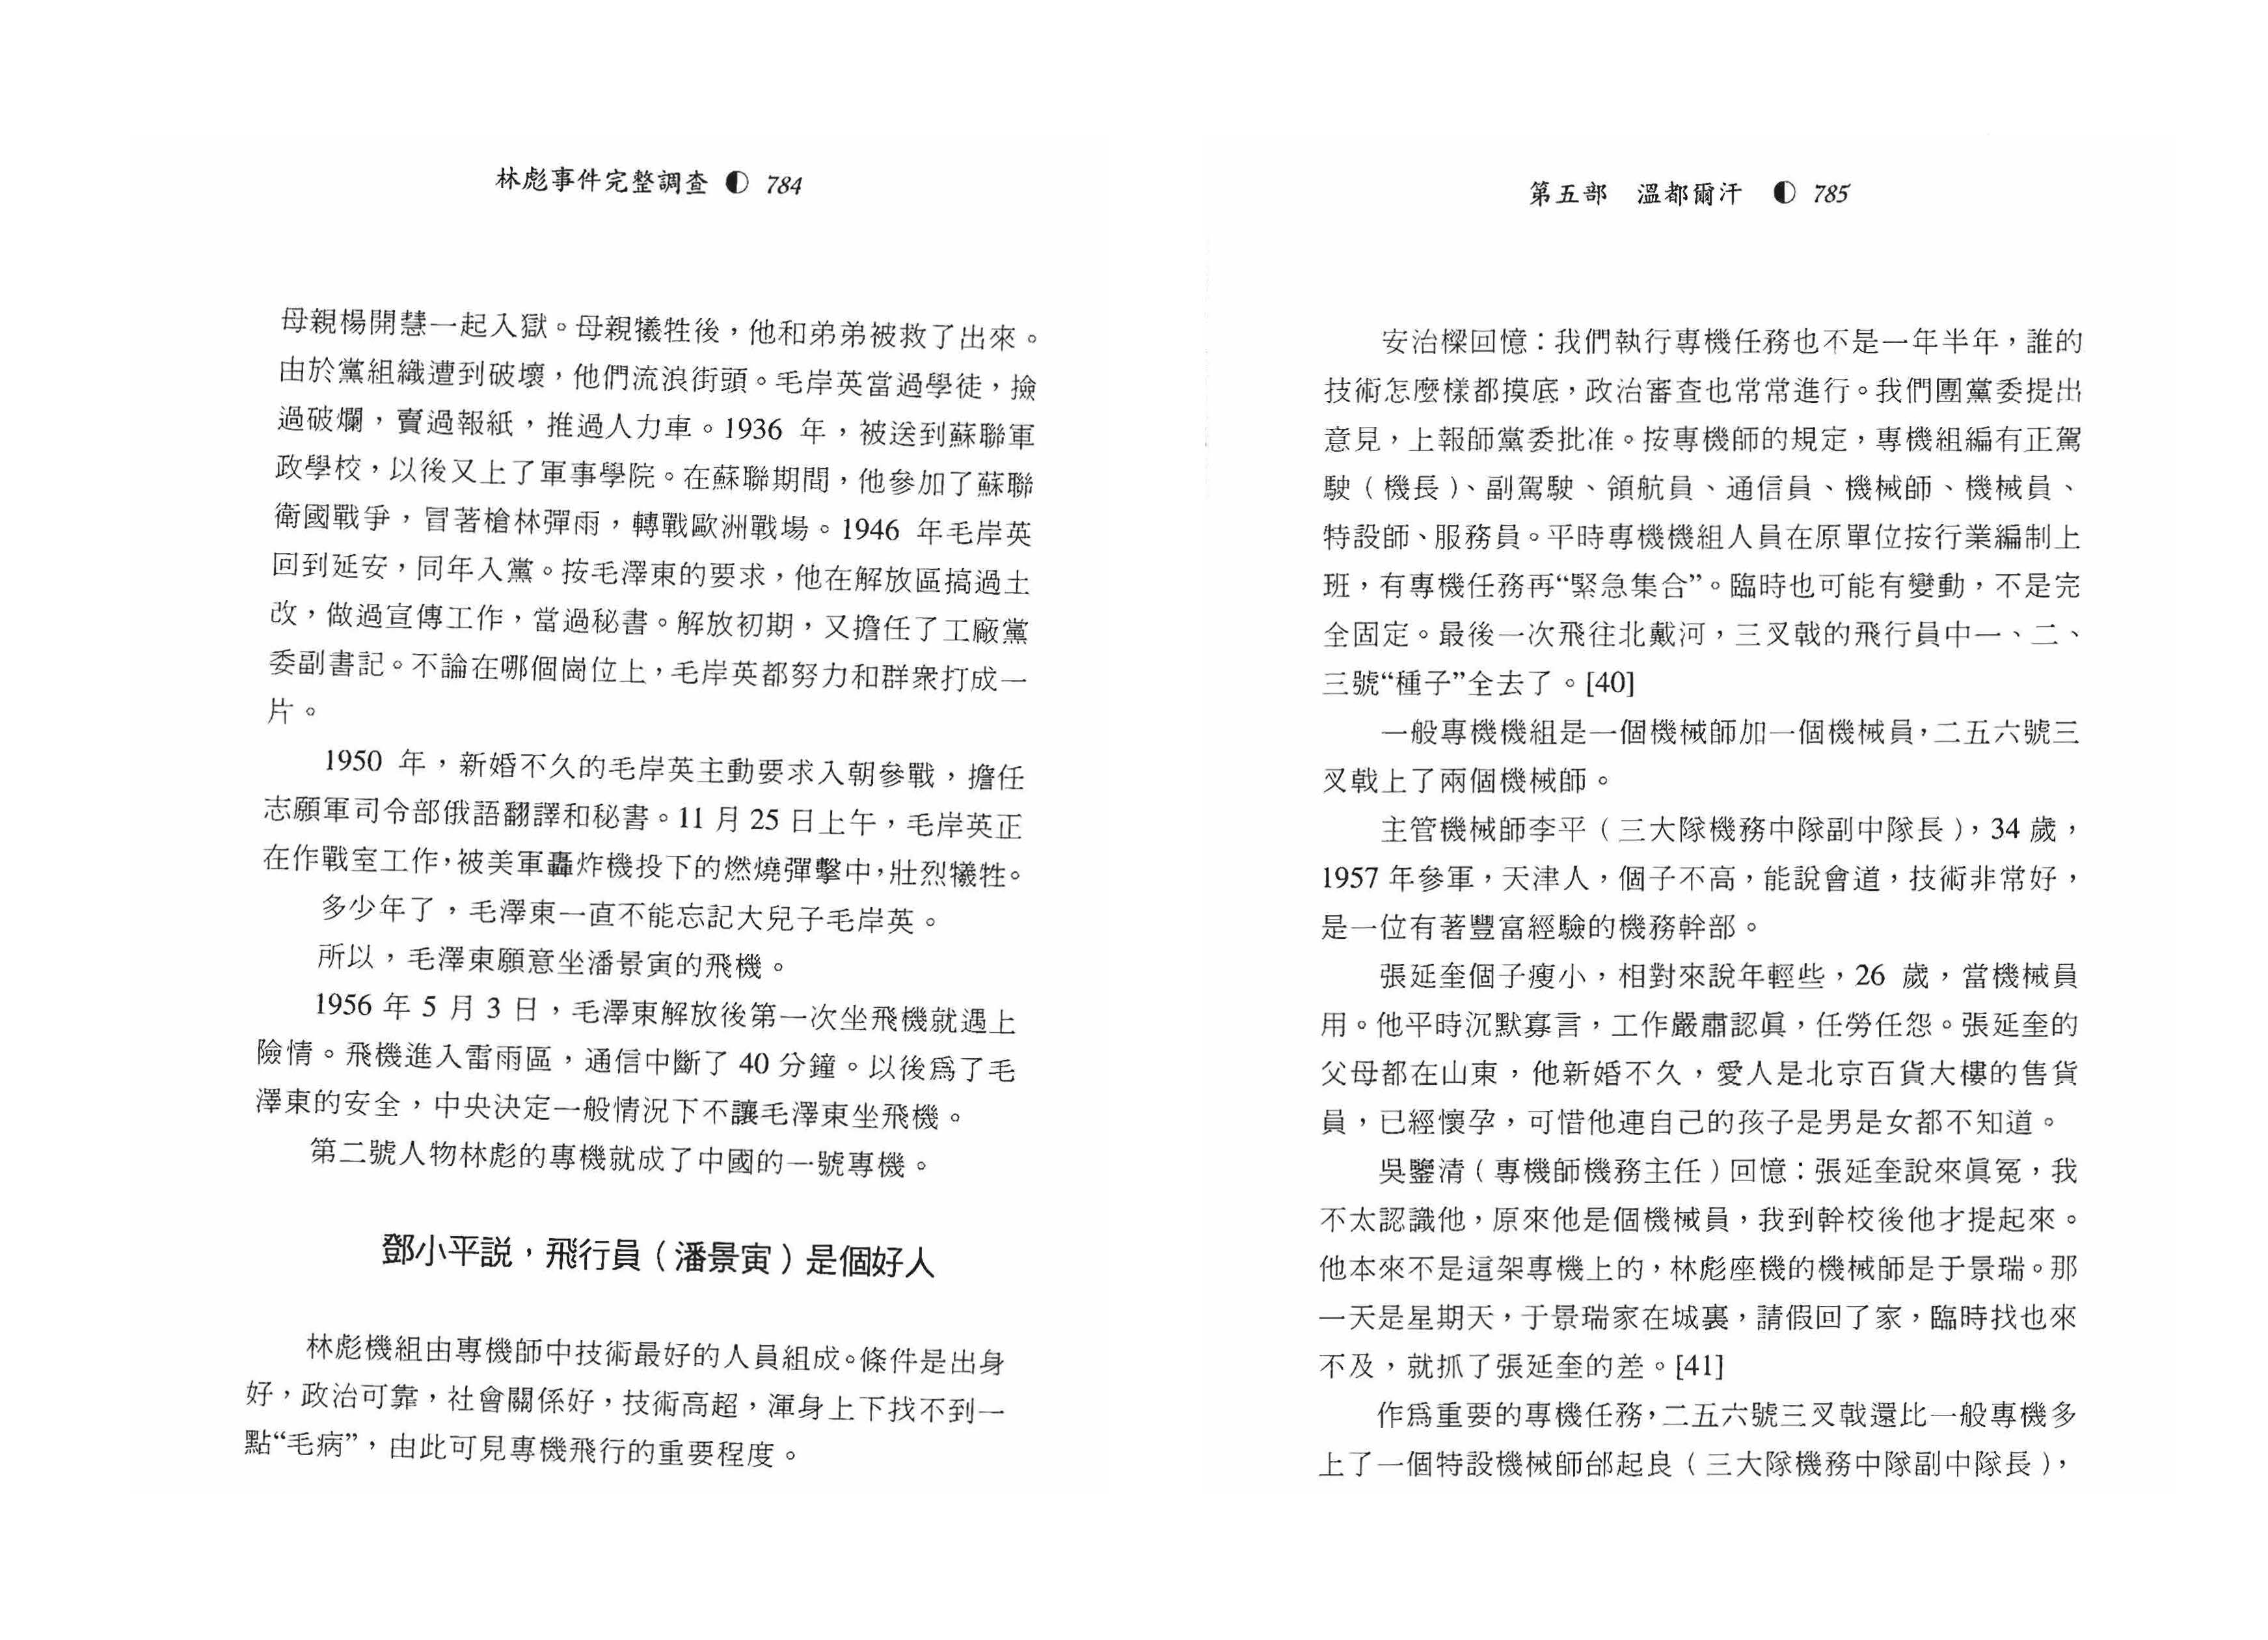 林彪事件完整調查 ◐ 784
母親楊開慧一起入獄。母親犧牲後，他和弟弟被救了出來。
由於黨組織遭到破壞，他們流浪街頭。毛岸英當過學徒，撿
過破爛，賣過報紙，推過人力車。1936 年，被送到蘇聯軍
政學校，以後又上了軍事學院。在蘇聯期間，他參加了蘇聯
衛國戰爭，冒著槍林彈雨，轉戰歐洲戰場。1946 年毛岸英
回到延安，同年入黨。按毛澤東的要求，他在解放區搞過土
改，做過宣傳工作，當過秘書。解放初期，又擔任了工廠黨
委副書記。不論在哪個崗位上，毛岸英都努力和群衆打成一
片。
1950 年，新婚不久的毛岸英主動要求入朝參戰，擔任
志願軍司令部俄語翻譯和秘書。11 月 25 日上午，毛岸英正
在作戰室工作，被美軍轟炸機投下的燃燒彈擊中，壯烈犧牲。
多少年了，毛澤東一直不能忘記大兒子毛岸英。
所以，毛澤東願意坐潘景寅的飛機。
1956 年 5 月 3 日，毛澤東解放後第一次坐飛機就遇上
險情。飛機進入雷雨區，通信中斷了 40 分鐘。以後爲了毛
澤東的安全，中央決定一般情況下不讓毛澤東坐飛機。
第二號人物林彪的專機就成了中國的一號專機。
鄧小平説，飛行員（潘景寅）是個好人
林彪機組由專機師中技術最好的人員組成。條件是出身
好，政治可靠，社會關係好，技術高超，渾身上下找不到一
點“毛病”，由此可見專機飛行的重要程度。
第五部　溫都爾汗 ◐ 785
安治樑回憶：我們執行專機任務也不是一年半年，誰的
技術怎麼樣都摸底，政治審查也常常進行。我們團黨委提出
意見，上報師黨委批准。按專機師的規定，專機組編有正駕
駛（機長）、副駕駛、領航員、通信員、機械師、機械員、
特設師、服務員。平時專機機組人員在原單位按行業編制上
班，有專機任務再“緊急集合”。臨時也可能有變動，不是完
全固定。最後一次飛往北戴河，三叉戟的飛行員中一、二、
三號“種子”全去了。[40]
一般專機機組是一個機械師加一個機械員，二五六號三
叉戟上了兩個機械師。
主管機械師李平（三大隊機務中隊副中隊長），34 歲，
1957 年參軍，天津人，個子不高，能說會道，技術非常好，
是一位有著豐富經驗的機務幹部。
張延奎個子瘦小，相對來說年輕些，26 歲，當機械員
用。他平時沉默寡言，工作嚴肅認眞，任勞任怨。張延奎的
父母都在山東，他新婚不久，愛人是北京百貨大樓的售貨
員，已經懷孕，可惜他連自己的孩子是男是女都不知道。
吳鑒清（專機師機務主任）回憶：張延奎說來眞冤，我
不太認識他，原來他是個機械員，我到幹校後他才提起來。
他本來不是這架專機上的，林彪座機的機械師是于景瑞。那
一天是星期天，于景瑞家在城裏，請假回了家，臨時找也來
不及，就抓了張延奎的差。[41]
作爲重要的專機任務，二五六號三叉戟還比一般專機多
上了一個特設機械師邰起良（三大隊機務中隊副中隊長），